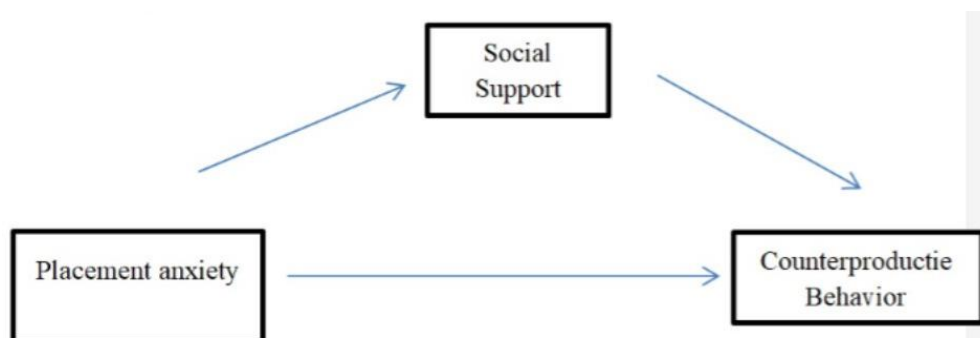 Social
Support
Placement anxiety
Counterproductie
Behavior